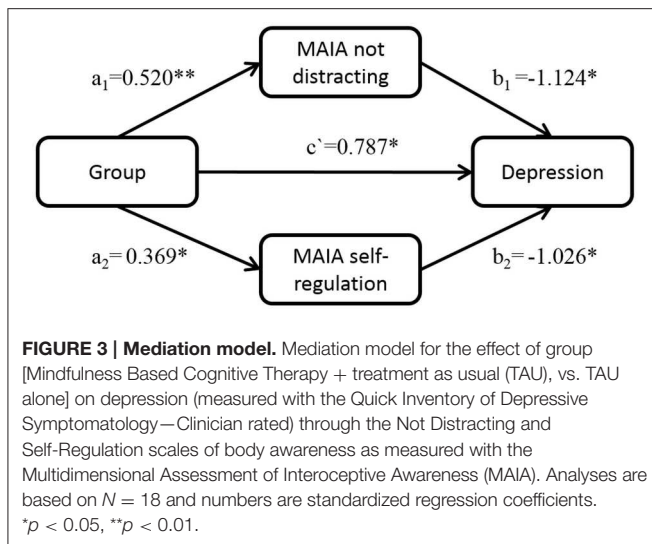 MAIA not
distracting
a₁=0.520**
b₁=-1.124*
c`=0.787*
Group
Depression
a₂=0.369*
b₂=-1.026*
MAIA self-
regulation
FIGURE 3 | Mediation model. Mediation model for the effect of group
[Mindfulness Based Cognitive Therapy + treatment as usual (TAU), vs. TAU
alone] on depression (measured with the Quick Inventory of Depressive
Symptomatology—Clinician rated) through the Not Distracting and
Self-Regulation scales of body awareness as measured with the
Multidimensional Assessment of Interoceptive Awareness (MAIA). Analyses are
based on N = 18 and numbers are standardized regression coefficients.
*p < 0.05, **p < 0.01.